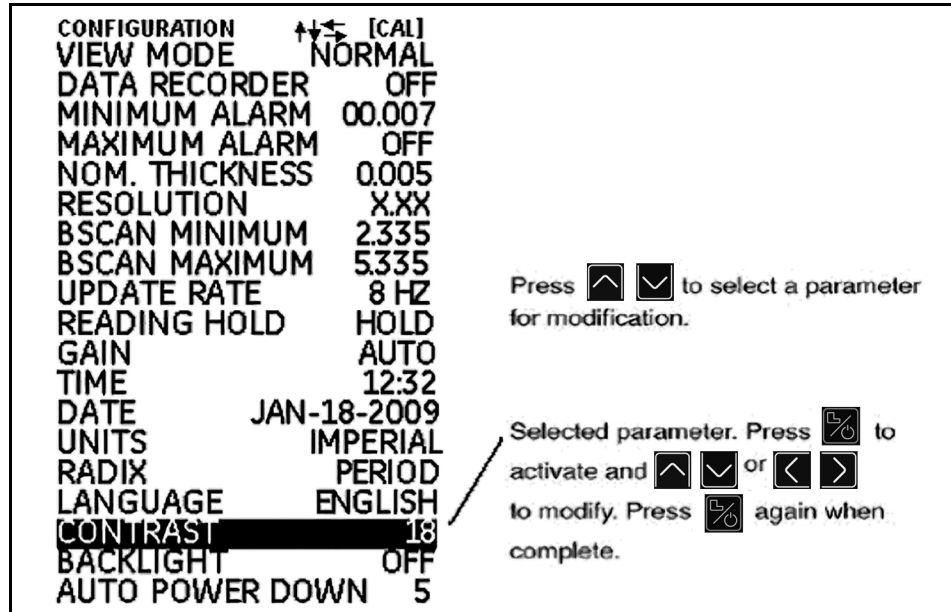 CONFIGURATION [CAL]
VIEW MODE NORMAL
DATA RECORDER OFF
MINIMUM ALARM 00.007
MAXIMUM ALARM OFF
NOM. THICKNESS 0.005
RESOLUTION X.XX
BSCAN MINIMUM 2.335
BSCAN MAXIMUM 5.335
UPDATE RATE 8 HZ
READING HOLD HOLD
GAIN AUTO
TIME 12:32
DATE JAN-18-2009
UNITS IMPERIAL
RADIX PERIOD
LANGUAGE ENGLISH
CONTRAST 18
BACKLIGHT OFF
AUTO POWER DOWN 5
Press to select a parameter
for modification.
Selected parameter. Press to
activate and or
to modify. Press again when
complete.